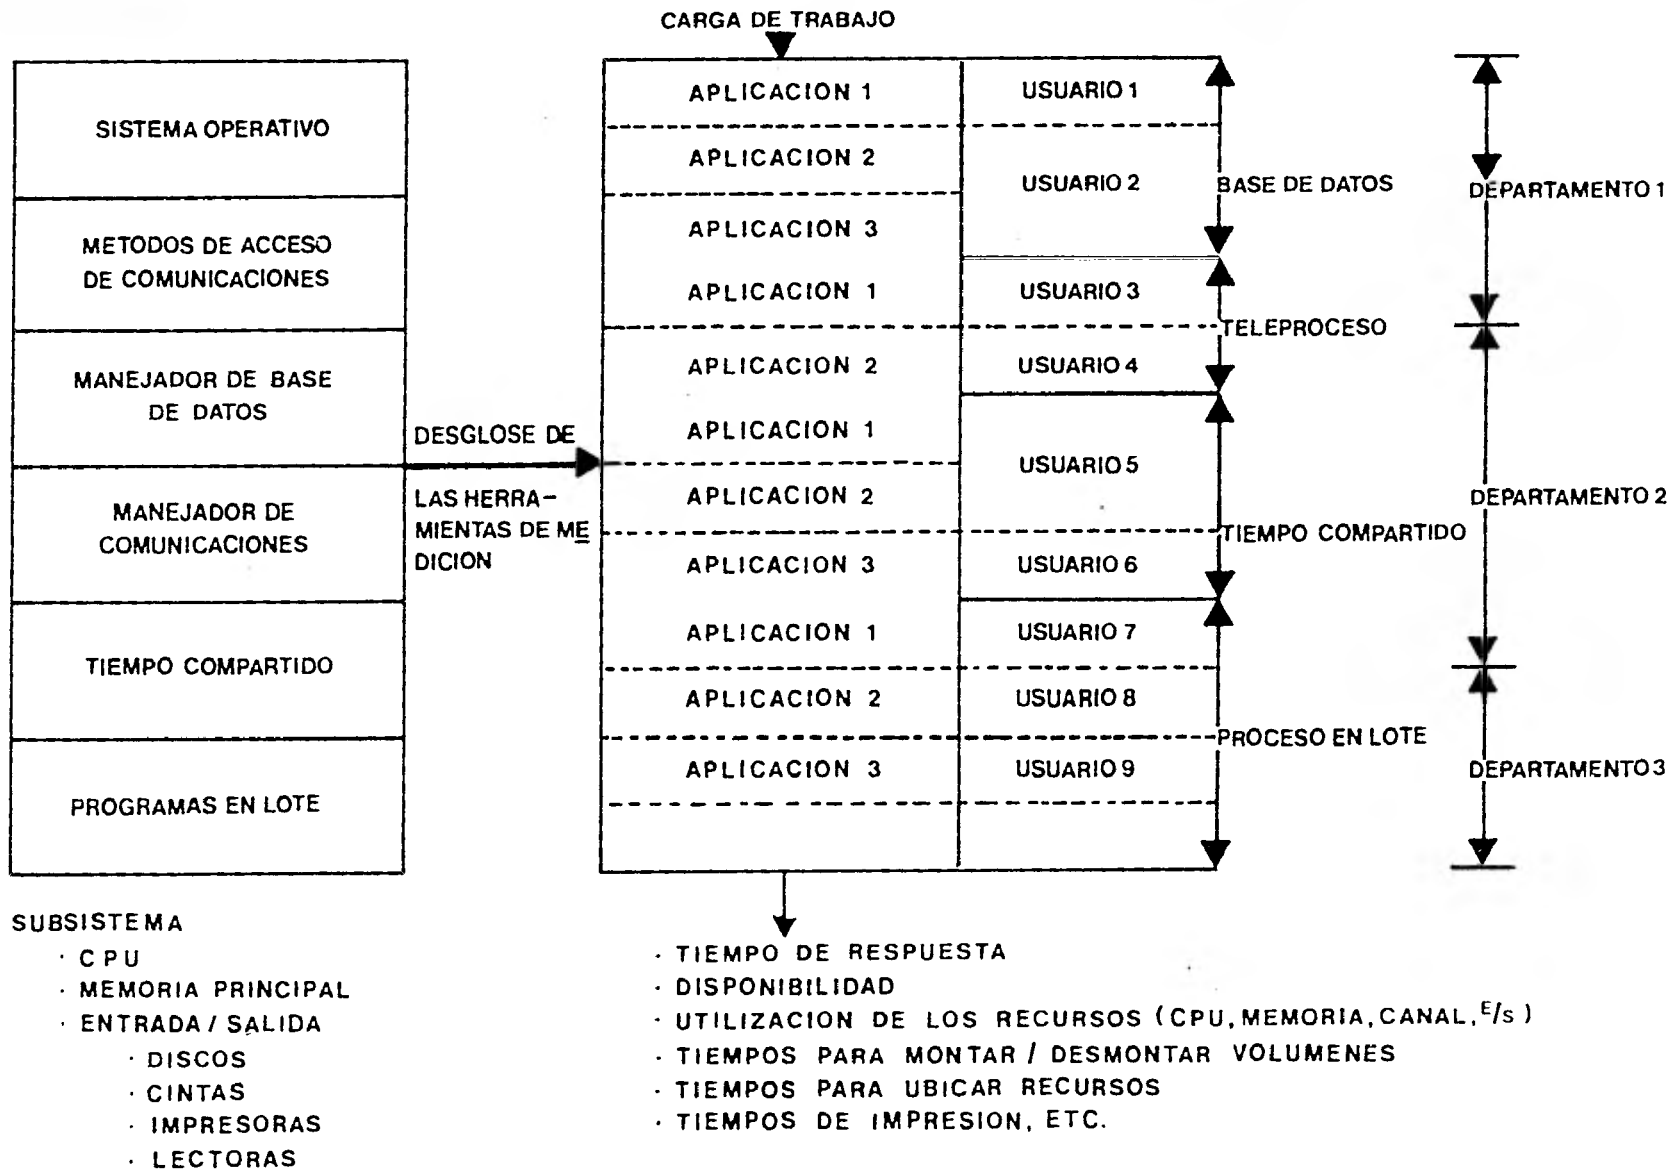 CARGA DE TRABAJO
SISTEMA OPERATIVO
METODOS DE ACCESO
DE COMUNICACIONES
MANEJADOR DE BASE
DE DATOS
MANEJADOR DE
COMUNICACIONES
TIEMPO COMPARTIDO
PROGRAMAS EN LOTE
DESGLOSE DE
LAS HERRA-
MIENTAS DE ME
DICION
APLICACION 1
APLICACION 2
APLICACION 3
APLICACION 1
APLICACION 2
APLICACION 1
APLICACION 2
APLICACION 3
APLICACION 1
APLICACION 2
APLICACION 3
USUARIO 1
USUARIO 2
USUARIO 3
USUARIO 4
USUARIO 5
USUARIO 6
USUARIO 7
USUARIO 8
USUARIO 9
BASE DE DATOS
TELEPROCESO
TIEMPO COMPARTIDO
PROCESO EN LOTE
DEPARTAMENTO 1
DEPARTAMENTO 2
DEPARTAMENTO 3
SUBSISTEMA
· CPU
· MEMORIA PRINCIPAL
· ENTRADA / SALIDA
· DISCOS
· CINTAS
· IMPRESORAS
· LECTORAS
· TIEMPO DE RESPUESTA
· DISPONIBILIDAD
· UTILIZACION DE LOS RECURSOS (CPU, MEMORIA, CANAL, E/S )
· TIEMPOS PARA MONTAR / DESMONTAR VOLUMENES
· TIEMPOS PARA UBICAR RECURSOS
· TIEMPOS DE IMPRESION, ETC.